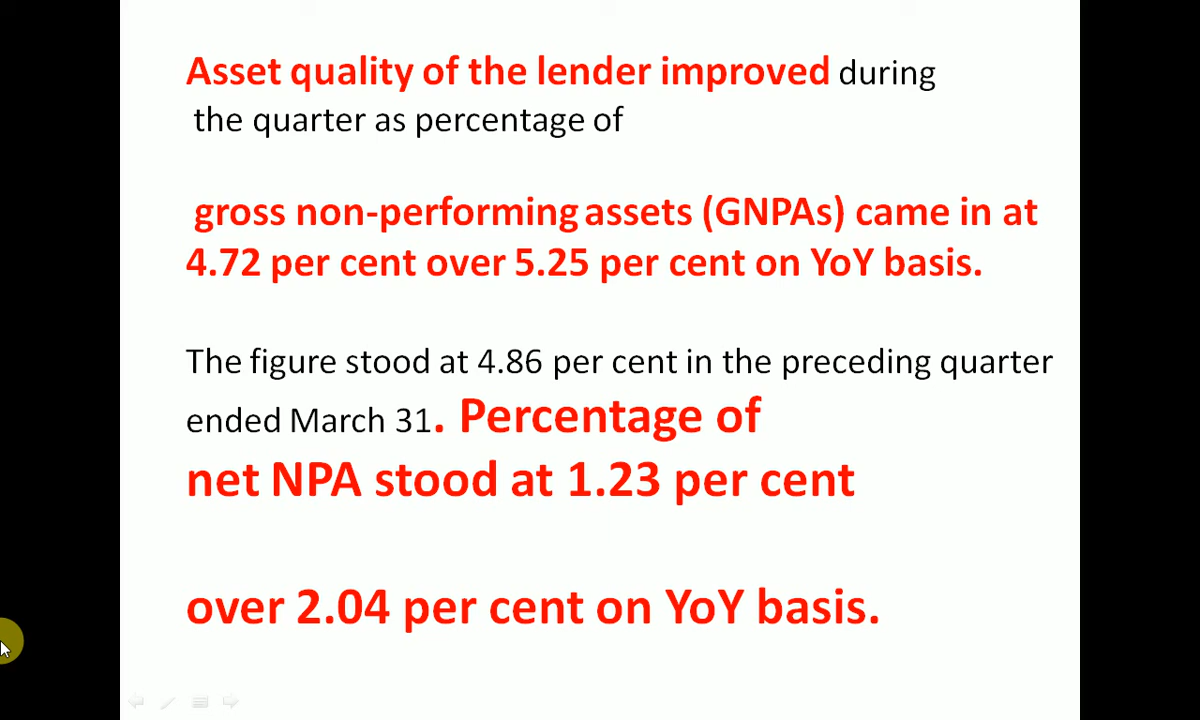 Asset quality of the lender improved during
the quarter as percentage of
gross non-performing assets (GNPAs) came in at
4.72 per cent over 5.25 per cent on YoY basis.
The figure stood at 4.86 per cent in the preceding quarter
ended March 31. Percentage of
net NPA stood at 1.23 per cent
over 2.04 per cent on YoY basis.